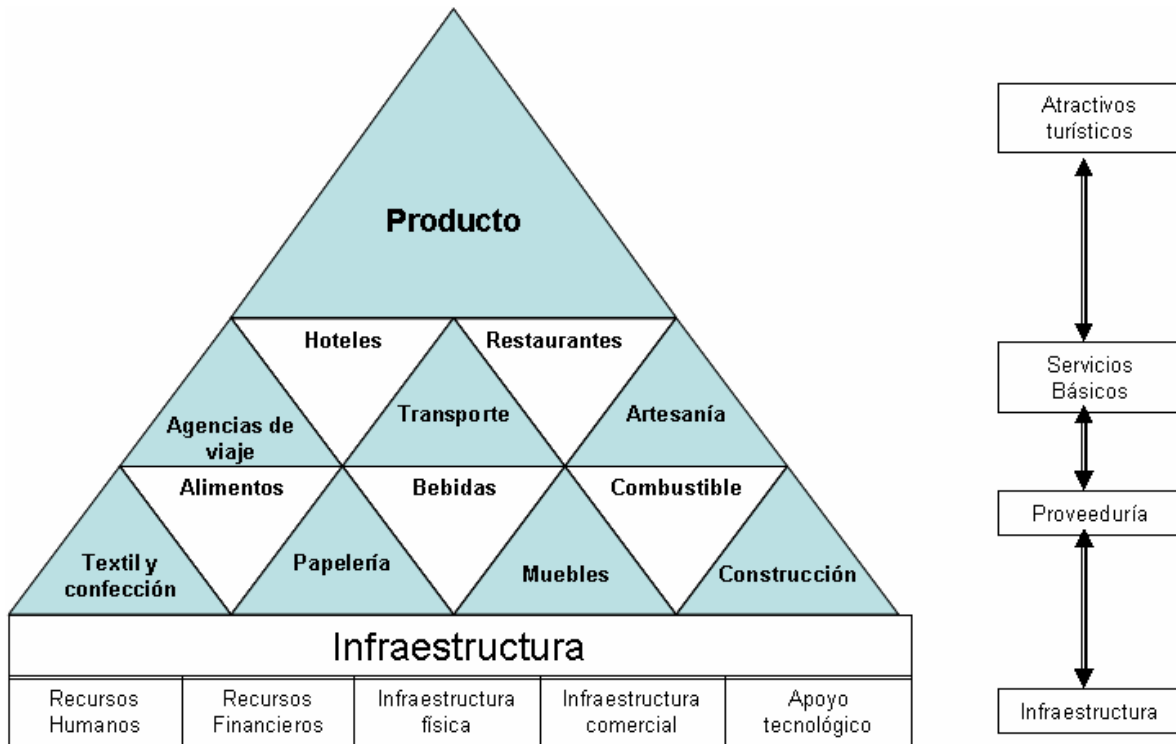 Producto
Hoteles
Restaurantes
Agencias de
viaje
Transporte
Artesanía
Alimentos
Bebidas
Combustible
Textil y
confección
Papelería
Muebles
Construcción
Infraestructura
Recursos
Humanos
Recursos
Financieros
Infraestructura
física
Infraestructura
comercial
Apoyo
tecnológico
Atractivos
turísticos
Servicios
Básicos
Proveeduría
Infraestructura